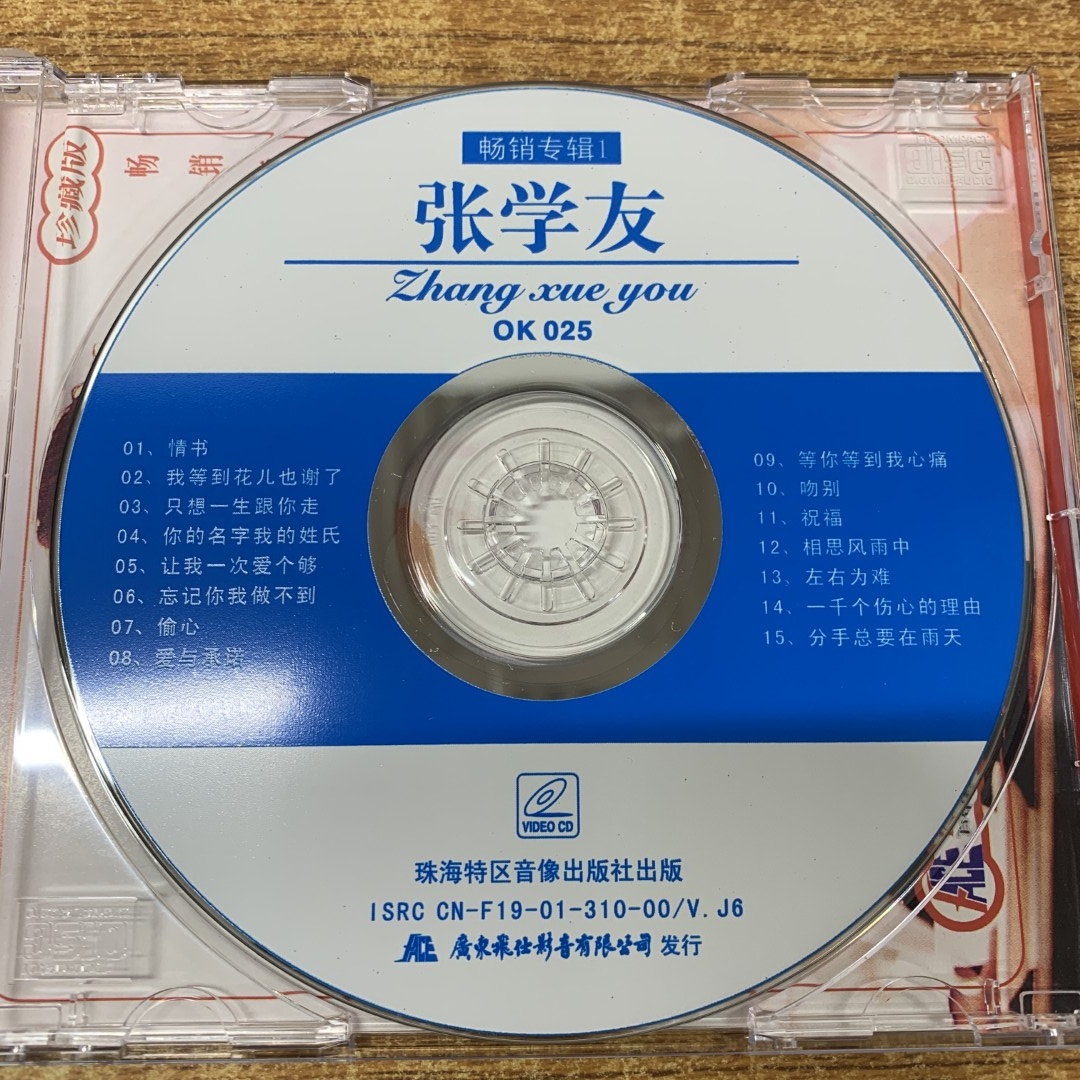 畅销专辑1
张学友
Zhang xue you
OK 025
01、情书
02、我等到花儿也谢了
03、只想一生跟你走
04、你的名字我的姓氏
05、让我一次爱个够
06、忘记你我做不到
07、偷心
08、爱与承诺
09、等你等到我心痛
10、吻别
11、祝福
12、相思风雨中
13、左右为难
14、一千个伤心的理由
15、分手总要在雨天
VIDEO CD
珠海特区音像出版社出版
ISRC CN-F19-01-310-00/V.J6
ACE 廣東飛仕影音有限公司 发行
珍藏版
畅销
COMPACT
disc
DIGITAL AUDIO
ACE